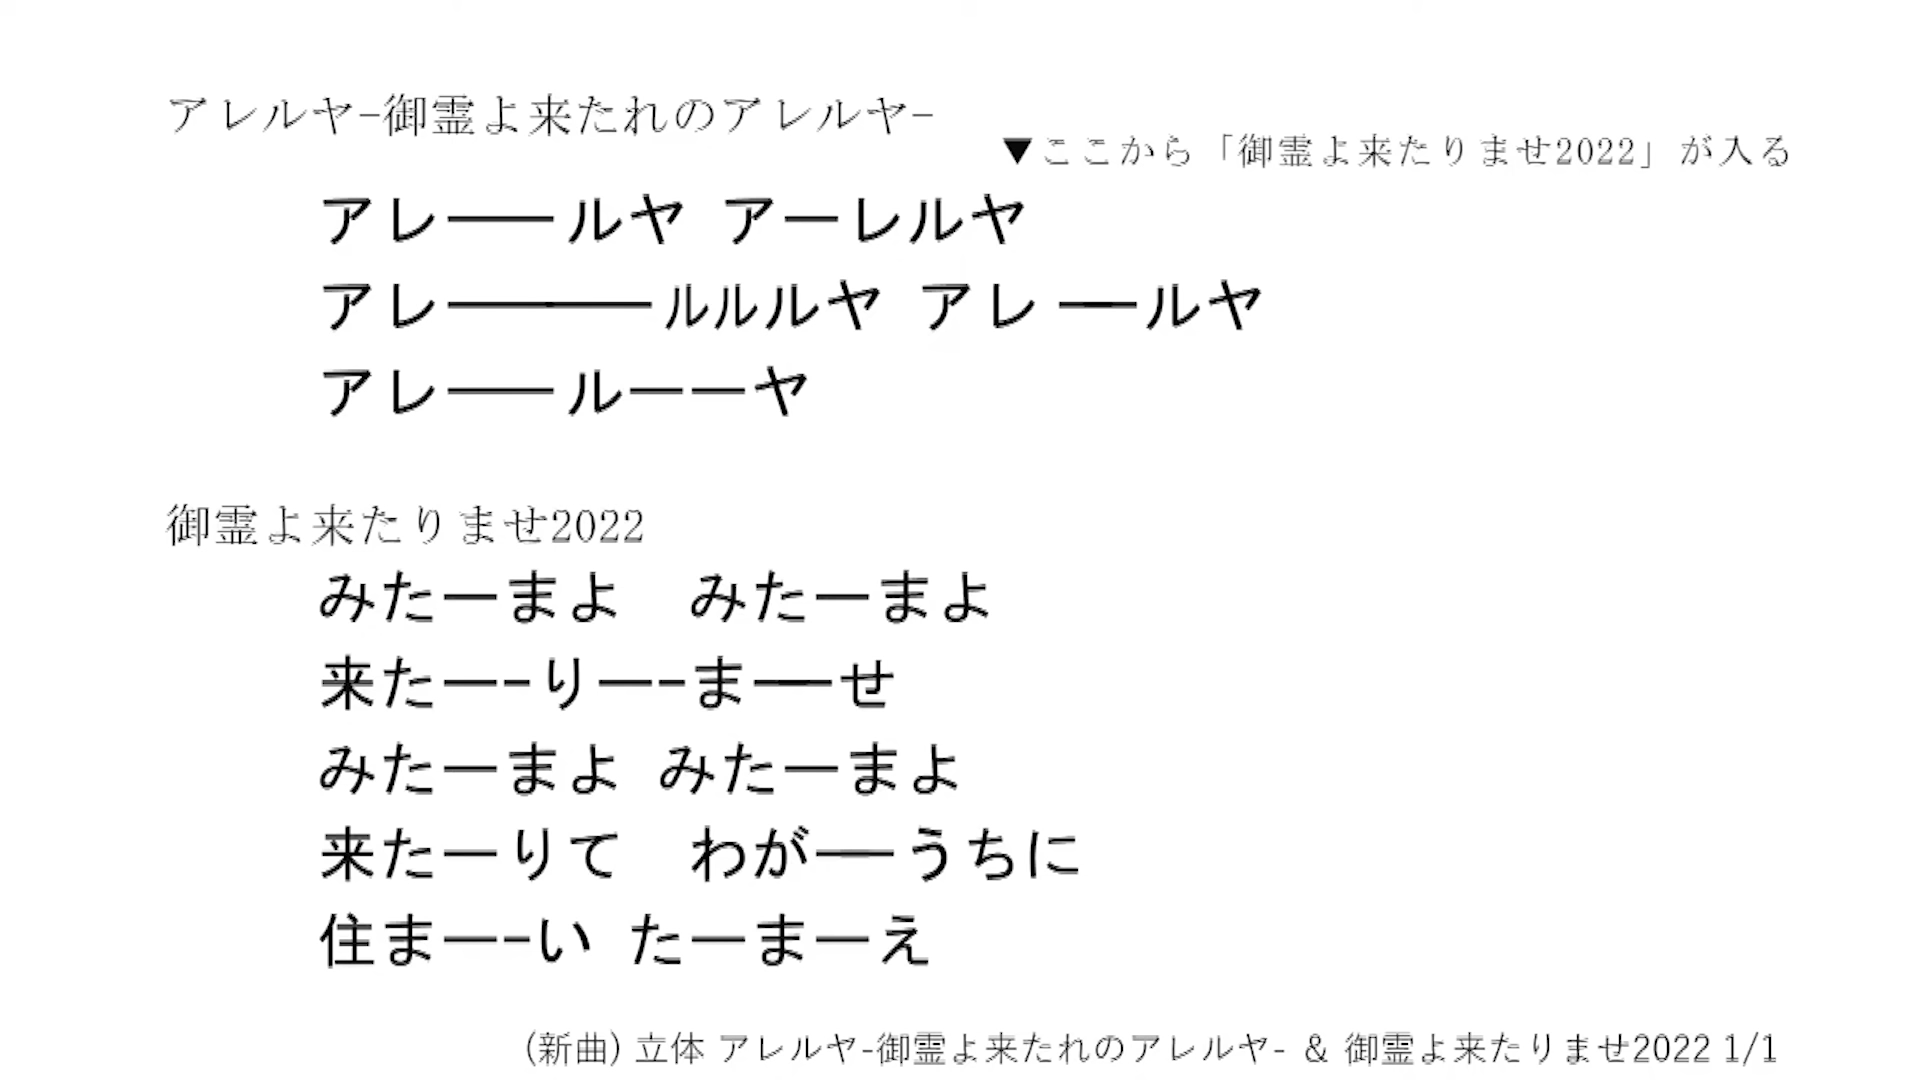 アレルヤ-御霊よ来たれのアレルヤ-
▼ここから「御霊よ来たりませ2022」が入る
アレ――ルヤ アーレルヤ
アレ――――ルルルヤ アレ ―ールヤ
アレ――ルーーヤ
御霊よ来たりませ2022
みたーまよ　みたーまよ
来たー-りー-まーーせ
みたーまよ みたーまよ
来たーりて　わがーーうちに
住まー-い たーまーえ
(新曲) 立体 アレルヤ-御霊よ来たれのアレルヤ- & 御霊よ来たりませ2022 1/1